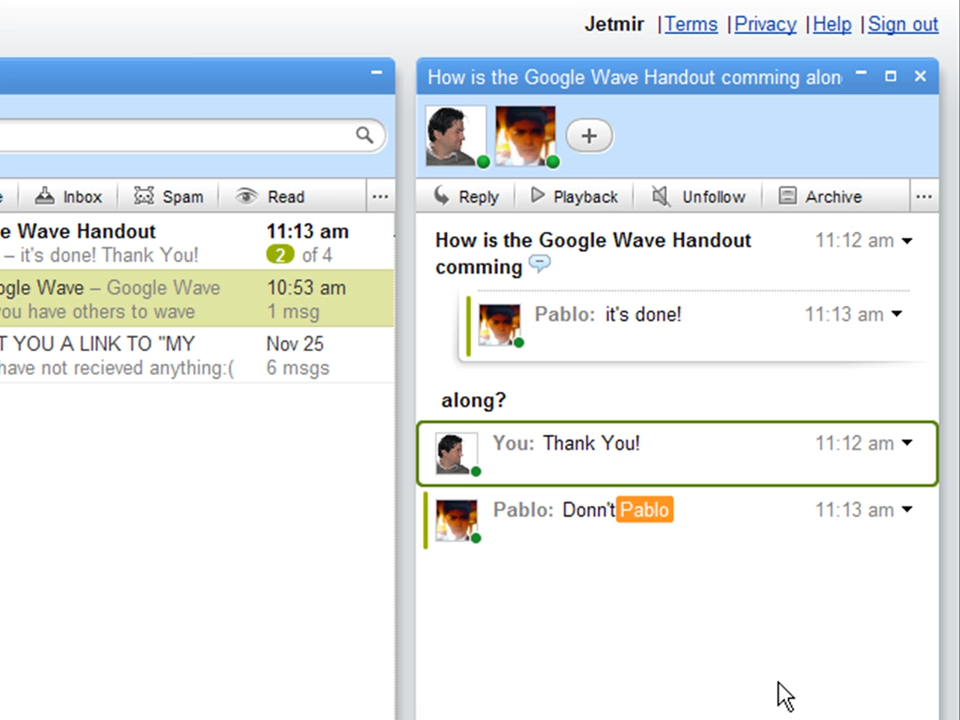 Jetmir | Terms | Privacy | Help | Sign out
How is the Google Wave Handout comming alon
Inbox Spam Read ...
Reply Playback Unfollow Archive ...
e Wave Handout 11:13 am
– it's done! Thank You! 2 of 4
ogle Wave – Google Wave 10:53 am
you have others to wave 1 msg
T YOU A LINK TO "MY Nov 25
have not recieved anything:( 6 msgs
How is the Google Wave Handout 11:12 am
comming
Pablo: it's done! 11:13 am
along?
You: Thank You! 11:12 am
Pablo: Donn't Pablo 11:13 am